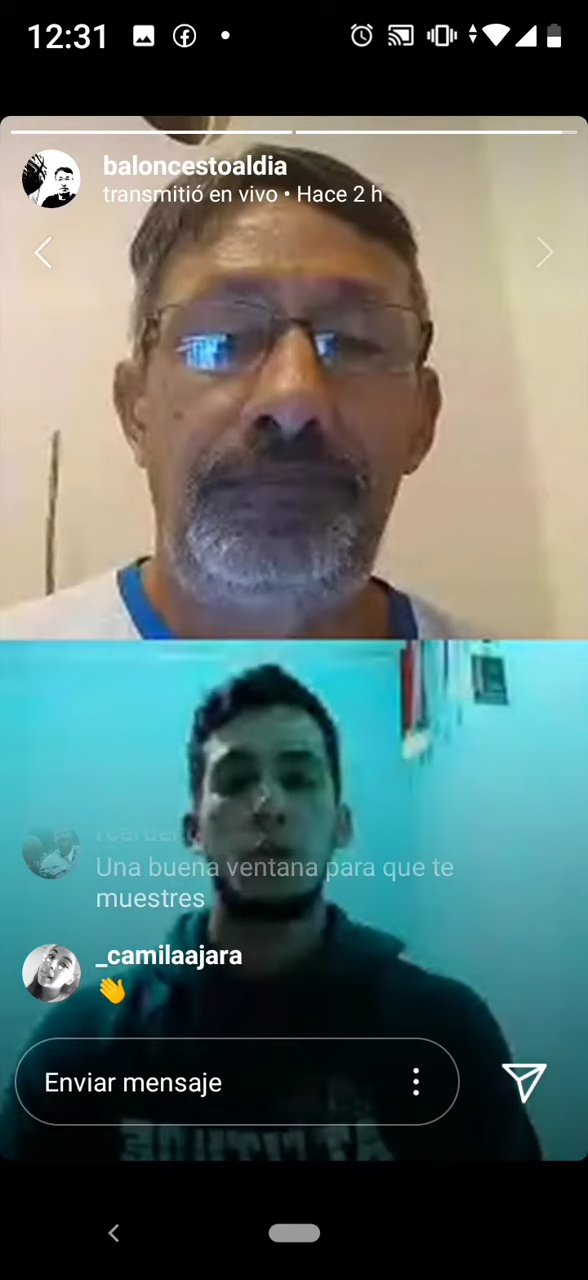 12:31
baloncestoaldia
transmitió en vivo • Hace 2 h
Una buena ventana para que te
muestres
_camilaajara
👋
Enviar mensaje